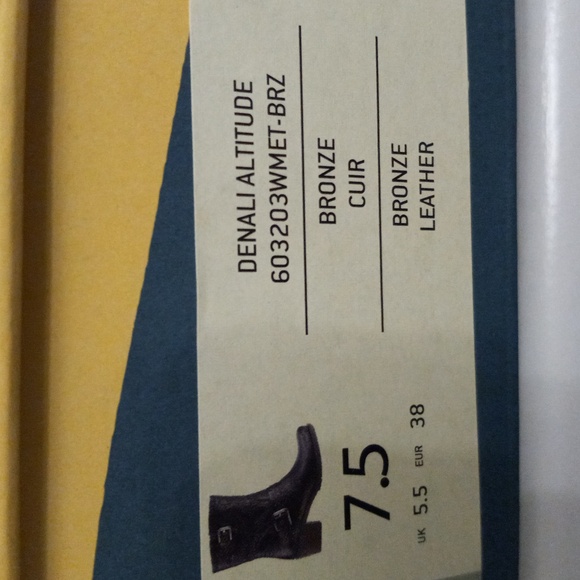 DENALI ALTITUDE
603203WMET-BRZ
BRONZE
CUIR
BRONZE
LEATHER
7.5
UK 5.5 EUR 38